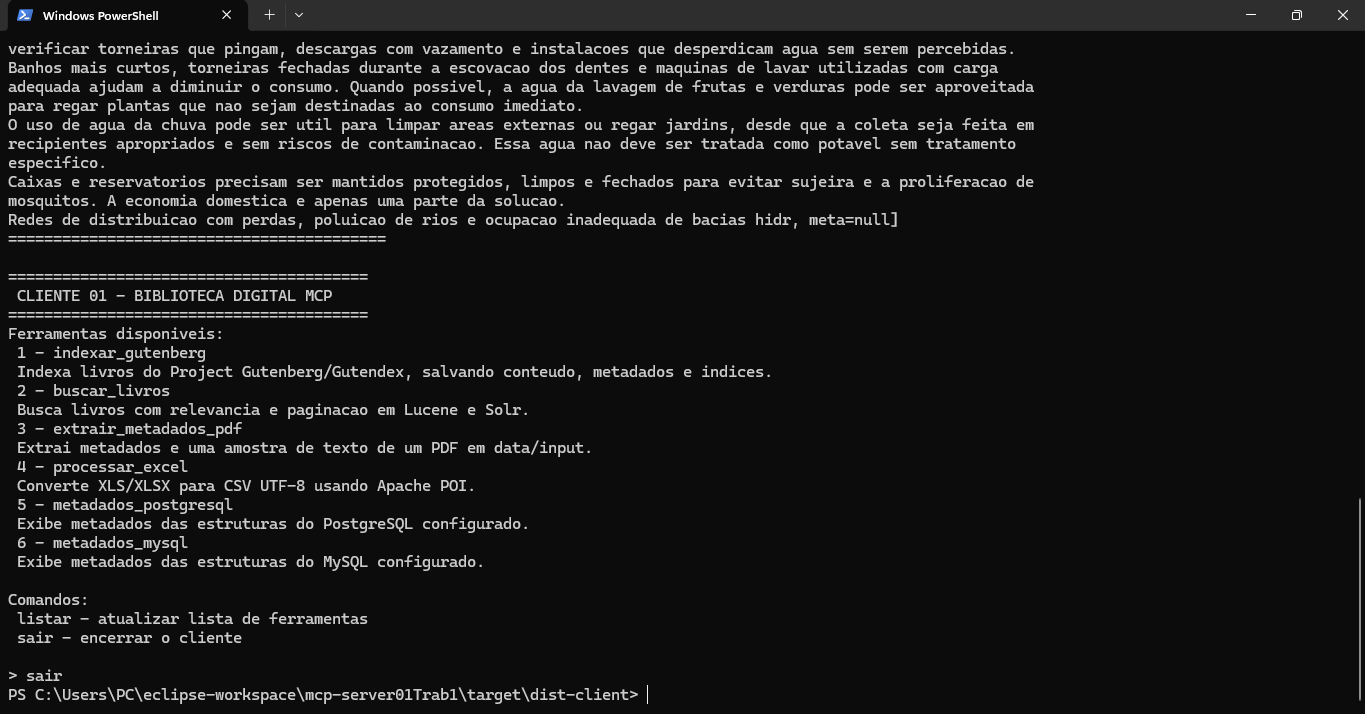 Windows PowerShell
verificar torneiras que pingam, descargas com vazamento e instalacoes que desperdicam agua sem serem percebidas.
Banhos mais curtos, torneiras fechadas durante a escovacao dos dentes e maquinas de lavar utilizadas com carga
adequada ajudam a diminuir o consumo. Quando possivel, a agua da lavagem de frutas e verduras pode ser aproveitada
para regar plantas que nao sejam destinadas ao consumo imediato.
O uso de agua da chuva pode ser util para limpar areas externas ou regar jardins, desde que a coleta seja feita em
recipientes apropriados e sem riscos de contaminacao. Essa agua nao deve ser tratada como potavel sem tratamento
especifico.
Caixas e reservatorios precisam ser mantidos protegidos, limpos e fechados para evitar sujeira e a proliferacao de
mosquitos. A economia domestica e apenas uma parte da solucao.
Redes de distribuicao com perdas, poluicao de rios e ocupacao inadequada de bacias hidr, meta=null]
==========================================
========================================
CLIENTE 01 - BIBLIOTECA DIGITAL MCP
========================================
Ferramentas disponiveis:
1 - indexar_gutenberg
Indexa livros do Project Gutenberg/Gutendex, salvando conteudo, metadados e indices.
2 - buscar_livros
Busca livros com relevancia e paginacao em Lucene e Solr.
3 - extrair_metadados_pdf
Extrai metadados e uma amostra de texto de um PDF em data/input.
4 - processar_excel
Converte XLS/XLSX para CSV UTF-8 usando Apache POI.
5 - metadados_postgresql
Exibe metadados das estruturas do PostgreSQL configurado.
6 - metadados_mysql
Exibe metadados das estruturas do MySQL configurado.
Comandos:
listar - atualizar lista de ferramentas
sair - encerrar o cliente
> sair
PS C:\Users\PC\eclipse-workspace\mcp-server01Trab1\target\dist-client>